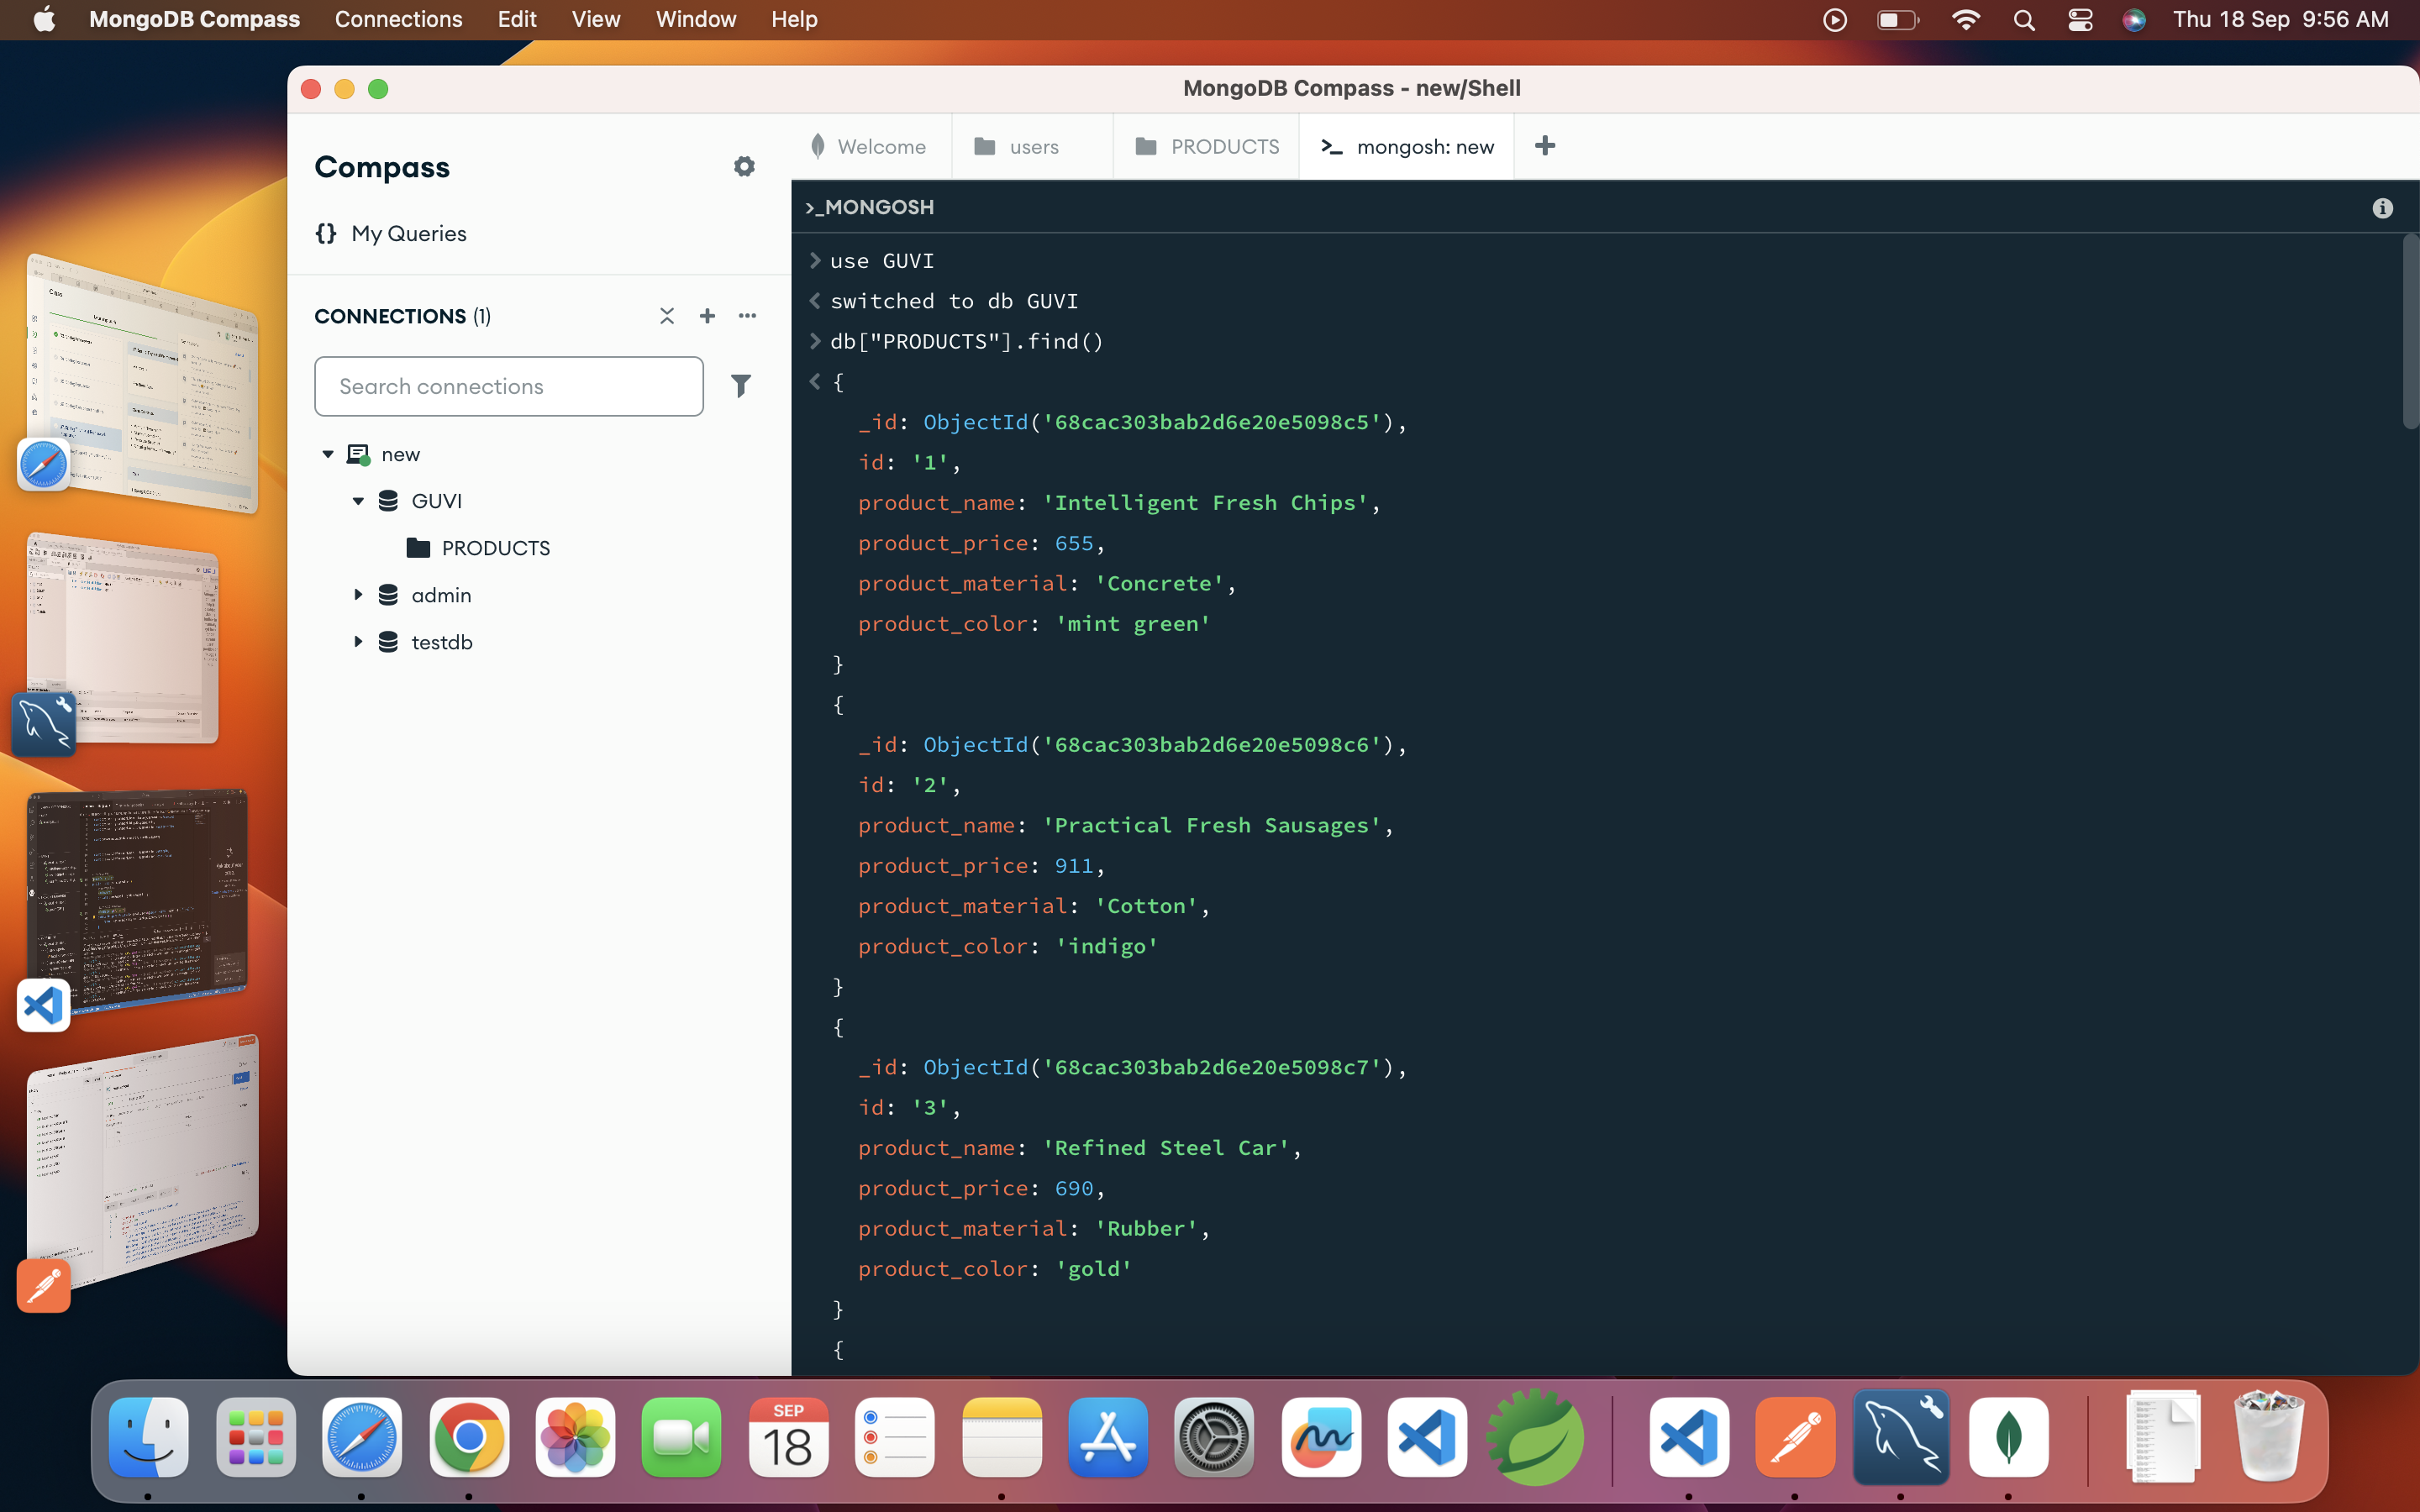 MongoDB Compass Connections Edit View Window Help Thu 18 Sep 9:56 AM
MongoDB Compass - new/Shell
Compass
My Queries
CONNECTIONS (1)
Search connections
new
GUVI
PRODUCTS
admin
testdb
Welcome users PRODUCTS >_ mongosh: new
>_MONGOSH
> use GUVI
< switched to db GUVI
> db["PRODUCTS"].find()
< {
_id: ObjectId('68cac303bab2d6e20e5098c5'),
id: '1',
product_name: 'Intelligent Fresh Chips',
product_price: 655,
product_material: 'Concrete',
product_color: 'mint green'
}
{
_id: ObjectId('68cac303bab2d6e20e5098c6'),
id: '2',
product_name: 'Practical Fresh Sausages',
product_price: 911,
product_material: 'Cotton',
product_color: 'indigo'
}
{
_id: ObjectId('68cac303bab2d6e20e5098c7'),
id: '3',
product_name: 'Refined Steel Car',
product_price: 690,
product_material: 'Rubber',
product_color: 'gold'
}
{
SEP
18